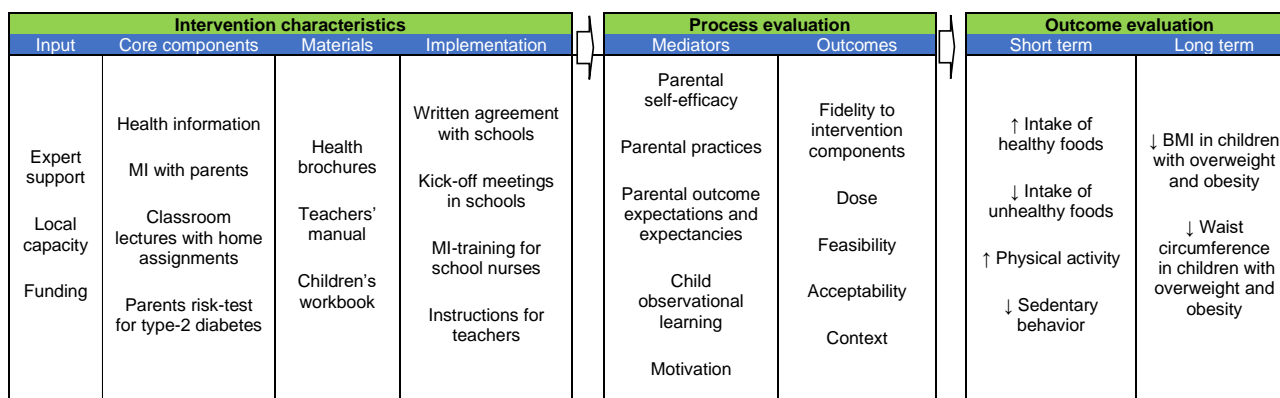 Intervention characteristics
Input
Core components
Materials
Implementation
Expert
support
Local
capacity
Funding
Health information
MI with parents
Classroom
lectures with home
assignments
Parents risk-test
for type-2 diabetes
Health
brochures
Teachers’
manual
Children’s
workbook
Written agreement
with schools
Kick-off meetings
in schools
MI-training for
school nurses
Instructions for
teachers
Process evaluation
Mediators
Outcomes
Parental
self-efficacy
Parental practices
Parental outcome
expectations and
expectancies
Child
observational
learning
Motivation
Fidelity to
intervention
components
Dose
Feasibility
Acceptability
Context
Outcome evaluation
Short term
Long term
↑ Intake of
healthy foods
↓ Intake of
unhealthy foods
↑ Physical activity
↓ Sedentary
behavior
↓ BMI in children
with overweight
and obesity
↓ Waist
circumference
in children with
overweight and
obesity